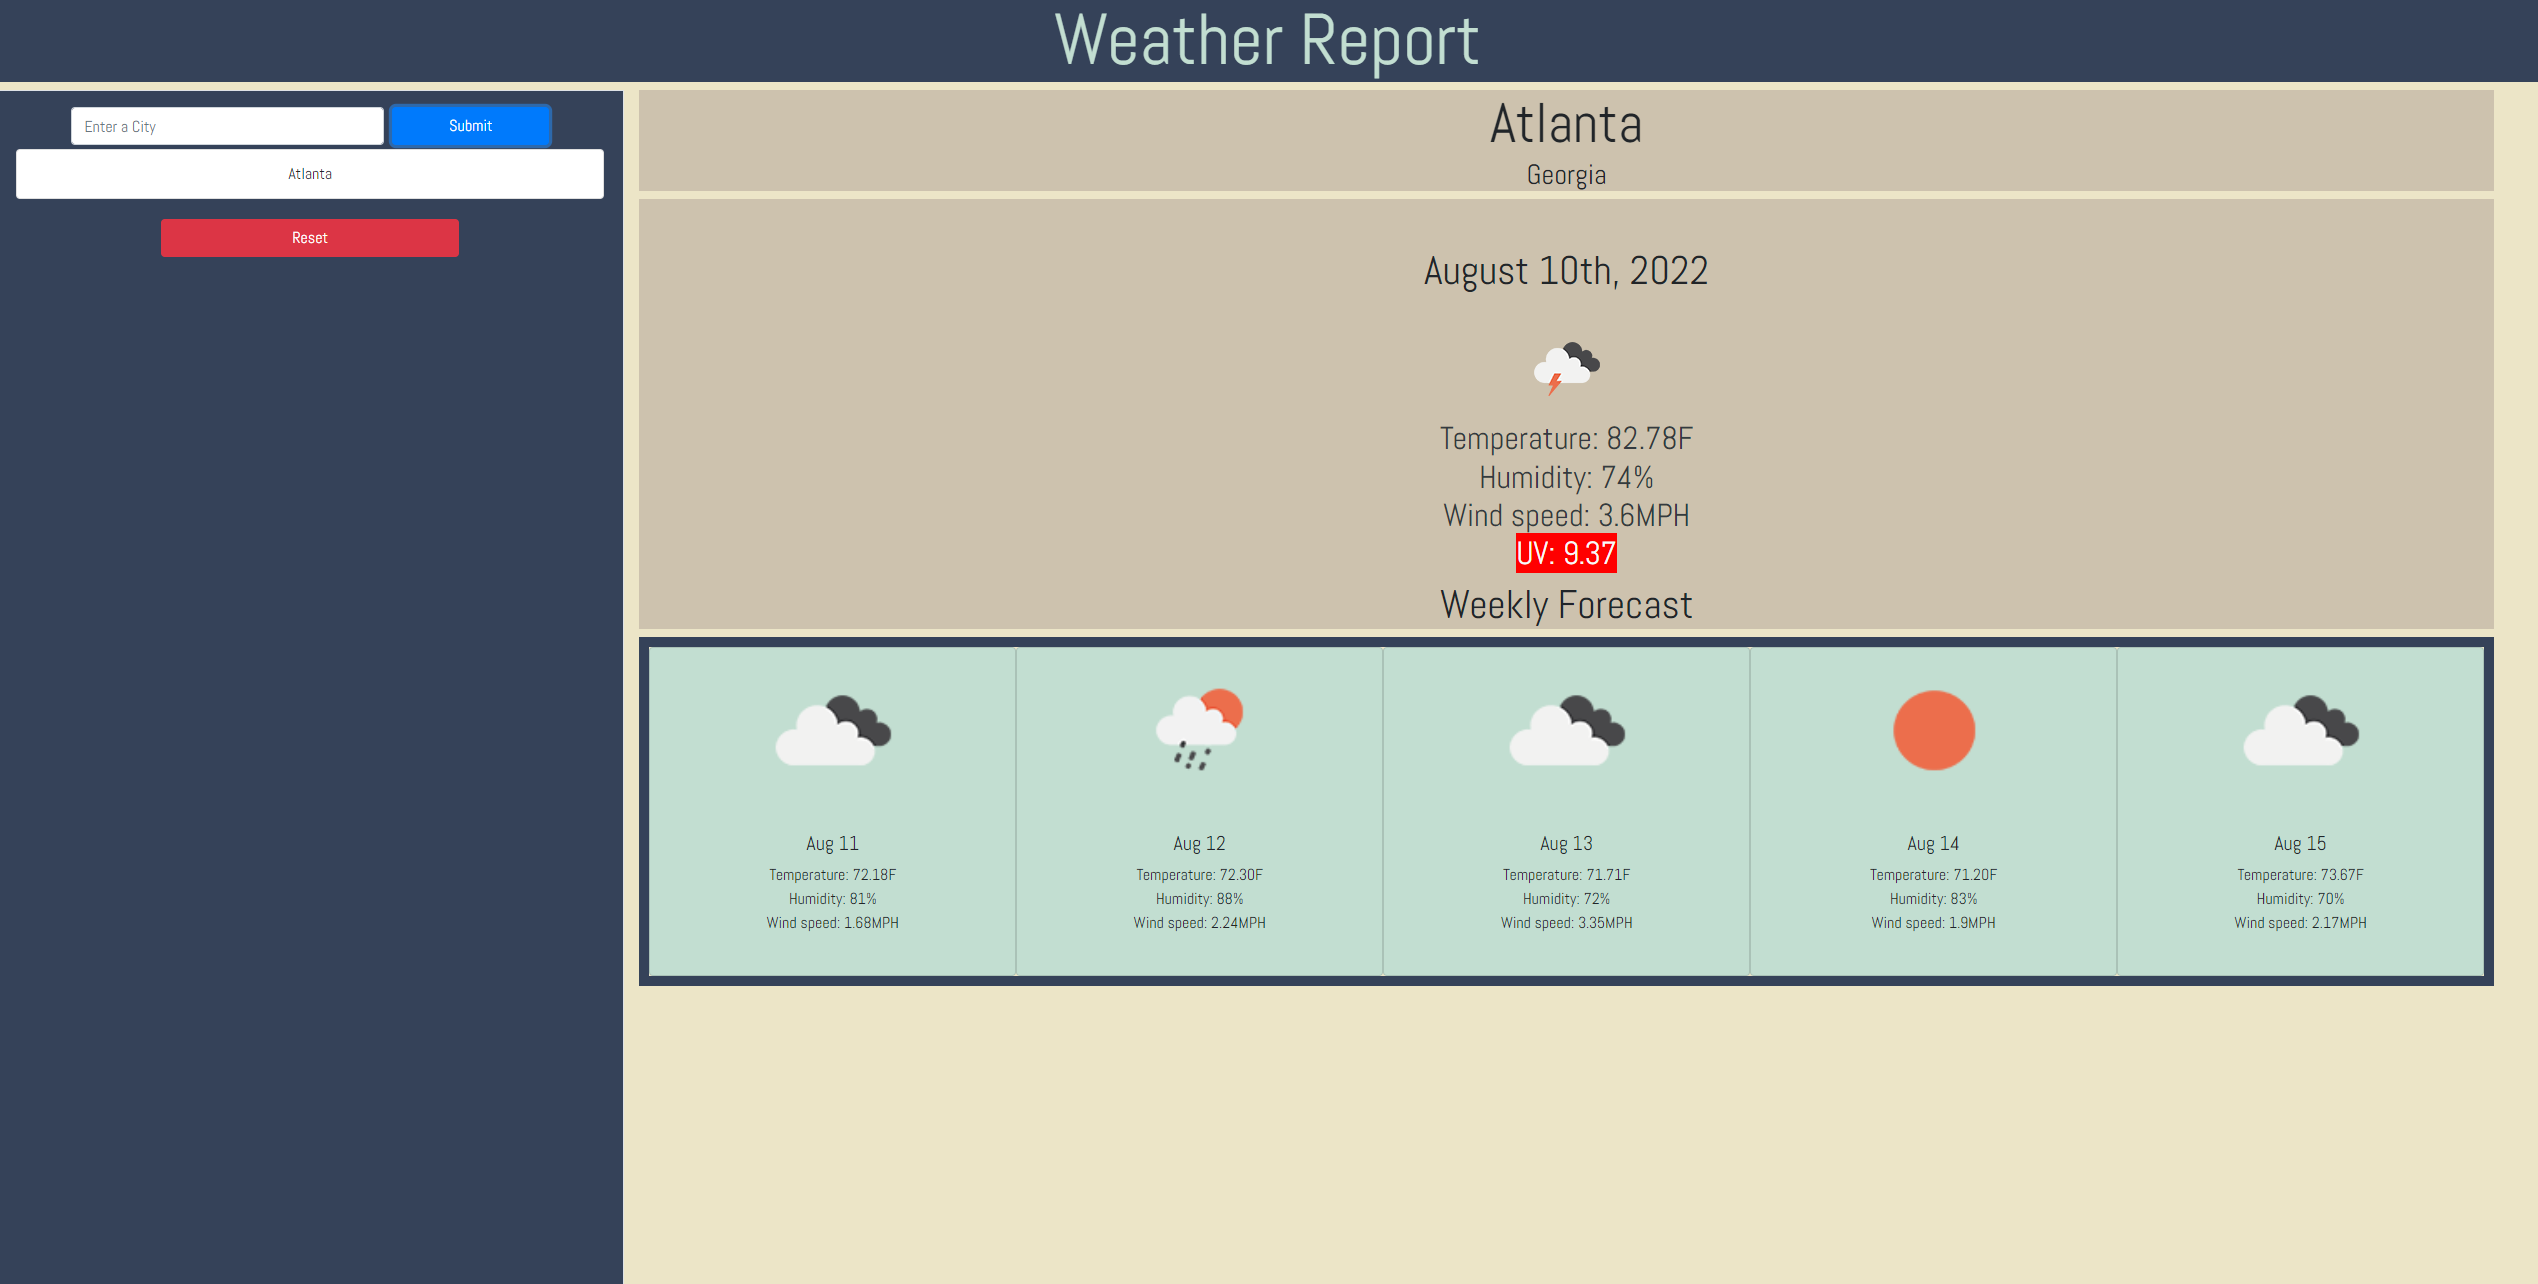 Weather Report
Enter a City
Submit
Atlanta
Reset
Atlanta
Georgia
August 10th, 2022
Temperature: 82.78F
Humidity: 74%
Wind speed: 3.6MPH
UV: 9.37
Weekly Forecast
Aug 11
Temperature: 72.18F
Humidity: 81%
Wind speed: 1.68MPH
Aug 12
Temperature: 72.30F
Humidity: 88%
Wind speed: 2.24MPH
Aug 13
Temperature: 71.71F
Humidity: 72%
Wind speed: 3.35MPH
Aug 14
Temperature: 71.20F
Humidity: 83%
Wind speed: 1.9MPH
Aug 15
Temperature: 73.67F
Humidity: 70%
Wind speed: 2.17MPH